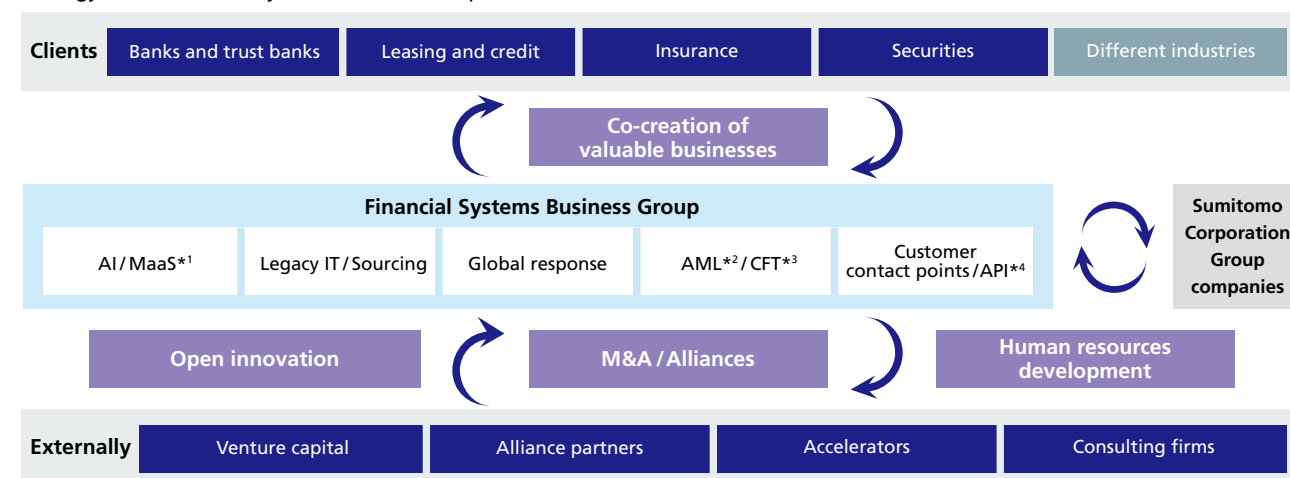 Clients
Banks and trust banks
Leasing and credit
Insurance
Securities
Different industries
Co-creation of
valuable businesses
Financial Systems Business Group
AI/MaaS*1
Legacy IT/Sourcing
Global response
AML*2/CFT*3
Customer
contact points/API*4
Sumitomo
Corporation
Group
companies
Open innovation
M&A/Alliances
Human resources
development
Externally
Venture capital
Alliance partners
Accelerators
Consulting firms